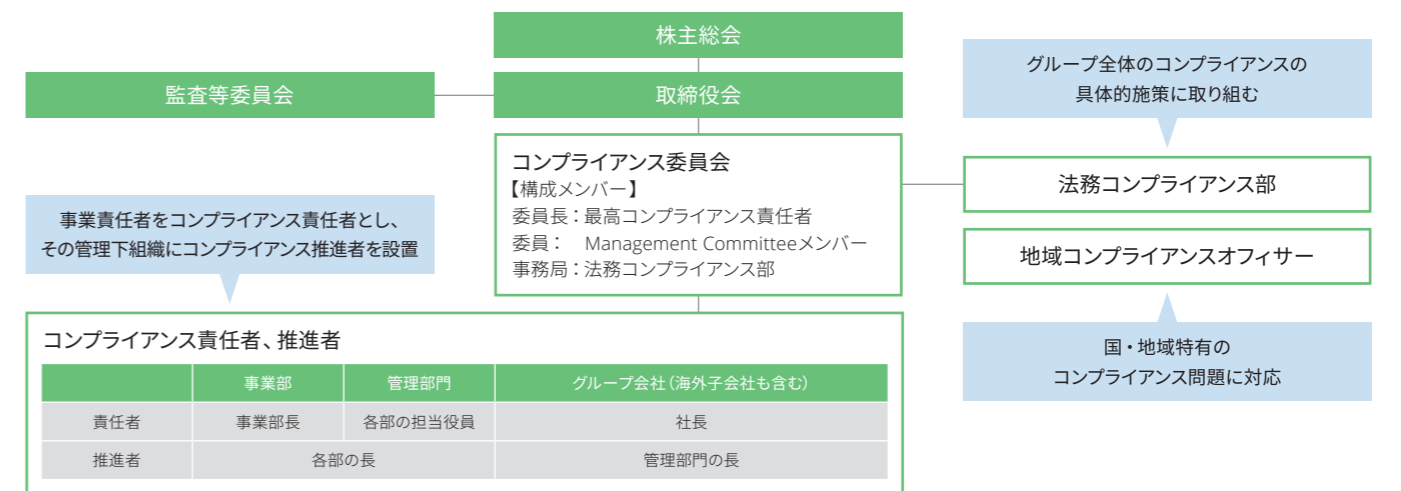 株主総会
監査等委員会
取締役会
グループ全体のコンプライアンスの
具体的施策に取り組む
コンプライアンス委員会
【構成メンバー】
委員長：最高コンプライアンス責任者
委員：　Management Committeeメンバー
事務局：法務コンプライアンス部
法務コンプライアンス部
地域コンプライアンスオフィサー
国・地域特有の
コンプライアンス問題に対応
事業責任者をコンプライアンス責任者とし、
その管理下組織にコンプライアンス推進者を設置
コンプライアンス責任者、推進者
事業部 管理部門 グループ会社（海外子会社も含む）
責任者 事業部長 各部の担当役員 社長
推進者 各部の長 管理部門の長